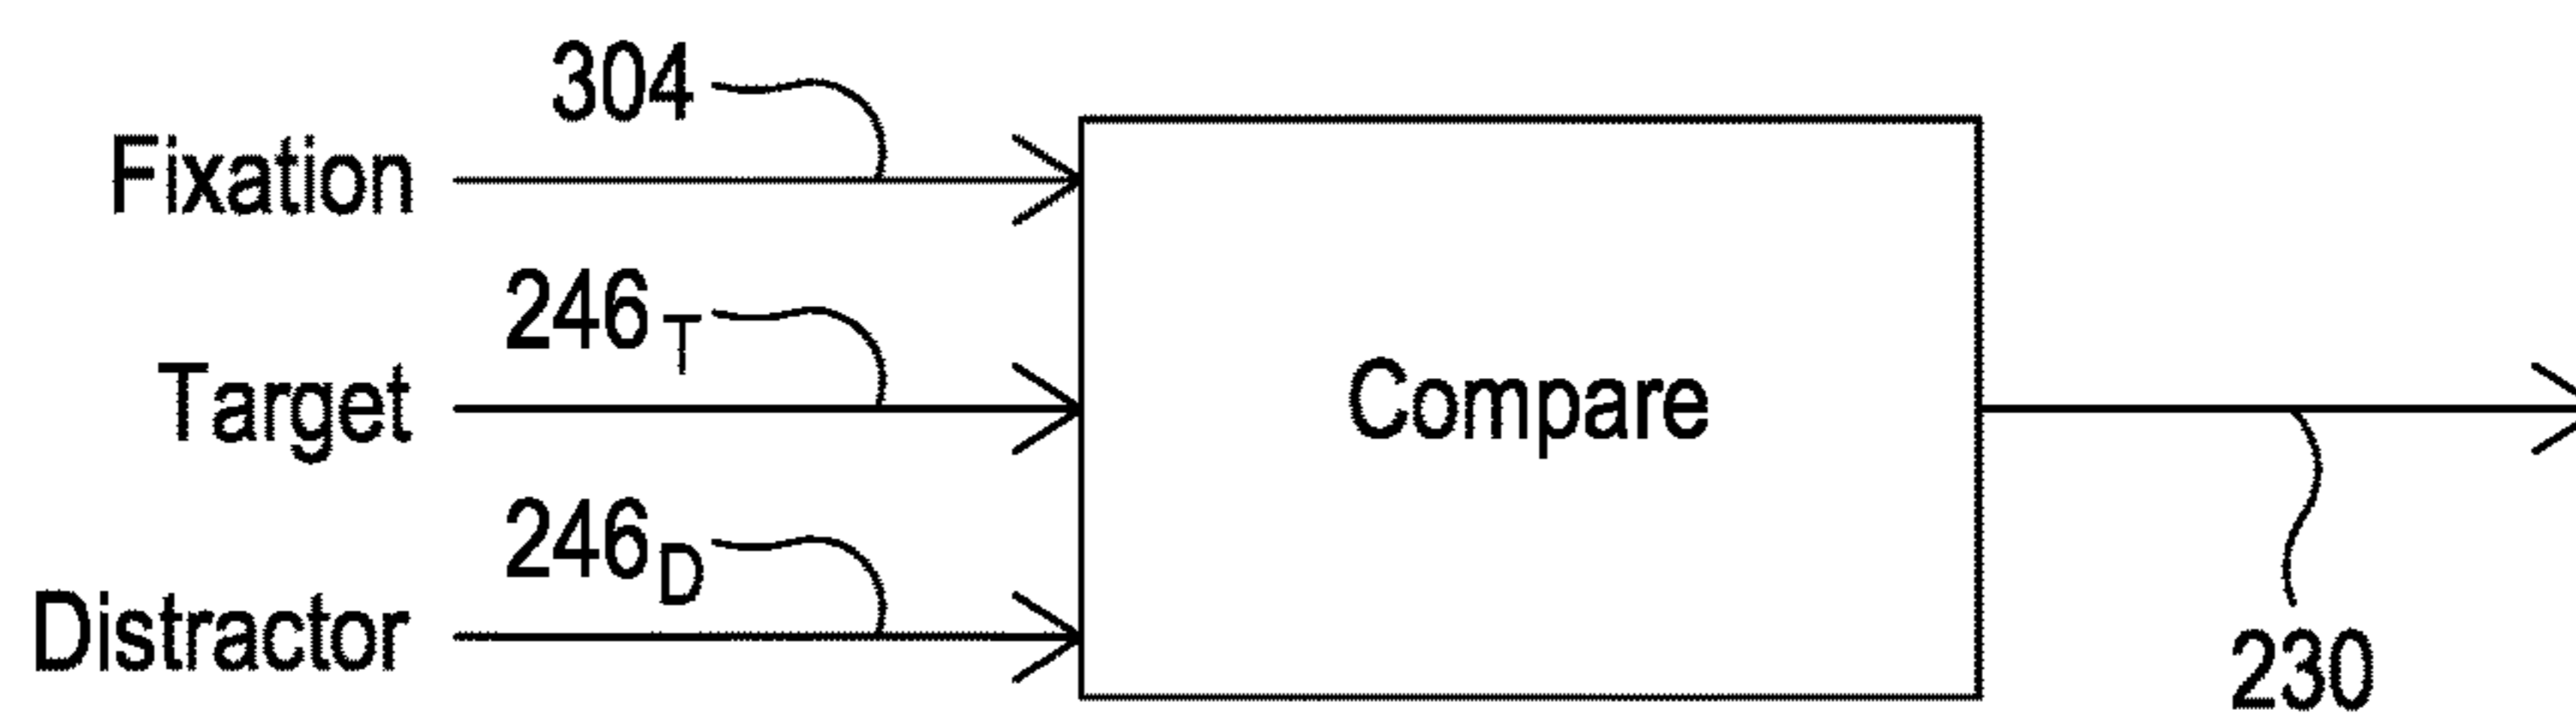 304
Fixation
246T
Target
Compare
246D
Distractor
230